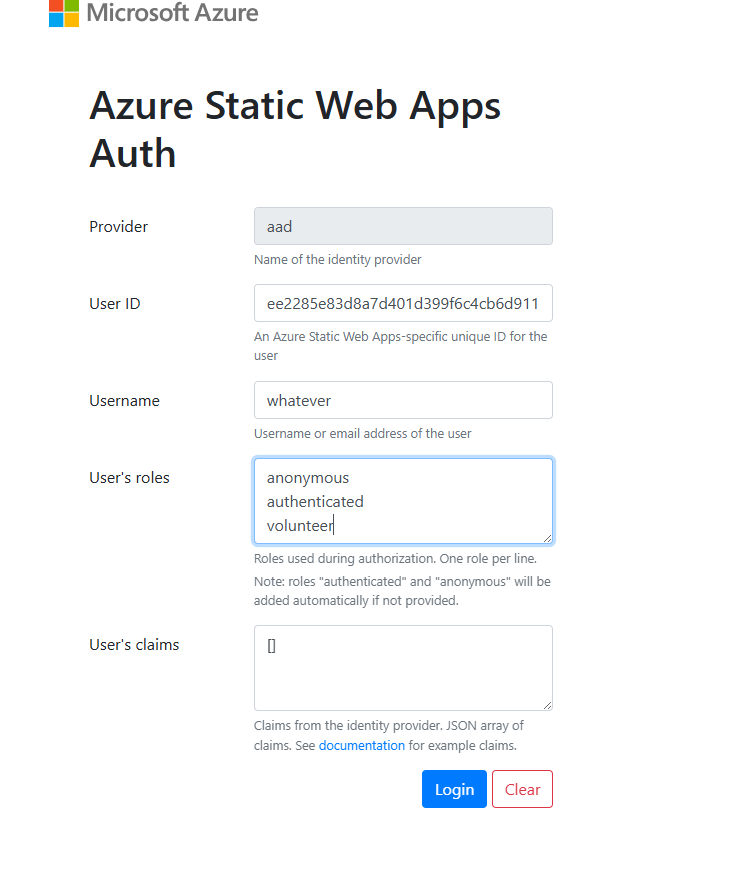 Microsoft Azure
Azure Static Web Apps
Auth
Provider
aad
Name of the identity provider
User ID
ee2285e83d8a7d401d399f6c4cb6d911
An Azure Static Web Apps-specific unique ID for the
user
Username
whatever
Username or email address of the user
User's roles
anonymous
authenticated
volunteer
Roles used during authorization. One role per line.
Note: roles "authenticated" and "anonymous" will be
added automatically if not provided.
User's claims
[]
Claims from the identity provider. JSON array of
claims. See documentation for example claims.
Login
Clear